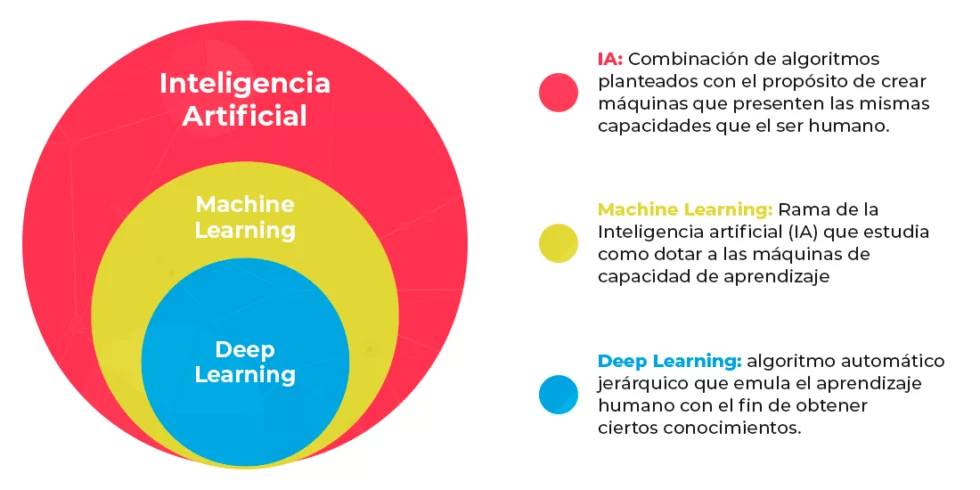 Inteligencia
Artificial
Machine
Learning
Deep
Learning
IA: Combinación de algoritmos
planteados con el propósito de crear
máquinas que presenten las mismas
capacidades que el ser humano.
Machine Learning: Rama de la
Inteligencia artificial (IA) que estudia
como dotar a las máquinas de
capacidad de aprendizaje
Deep Learning: algoritmo automático
jerárquico que emula el aprendizaje
humano con el fin de obtener
ciertos conocimientos.